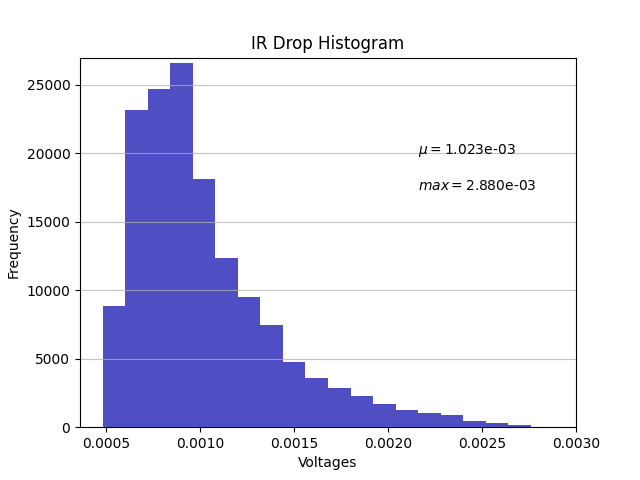 IR Drop Histogram
25000
20000
15000
10000
5000
0
Frequency
μ = 1.023e-03
max = 2.880e-03
0.0005 0.0010 0.0015 0.0020 0.0025 0.0030
Voltages